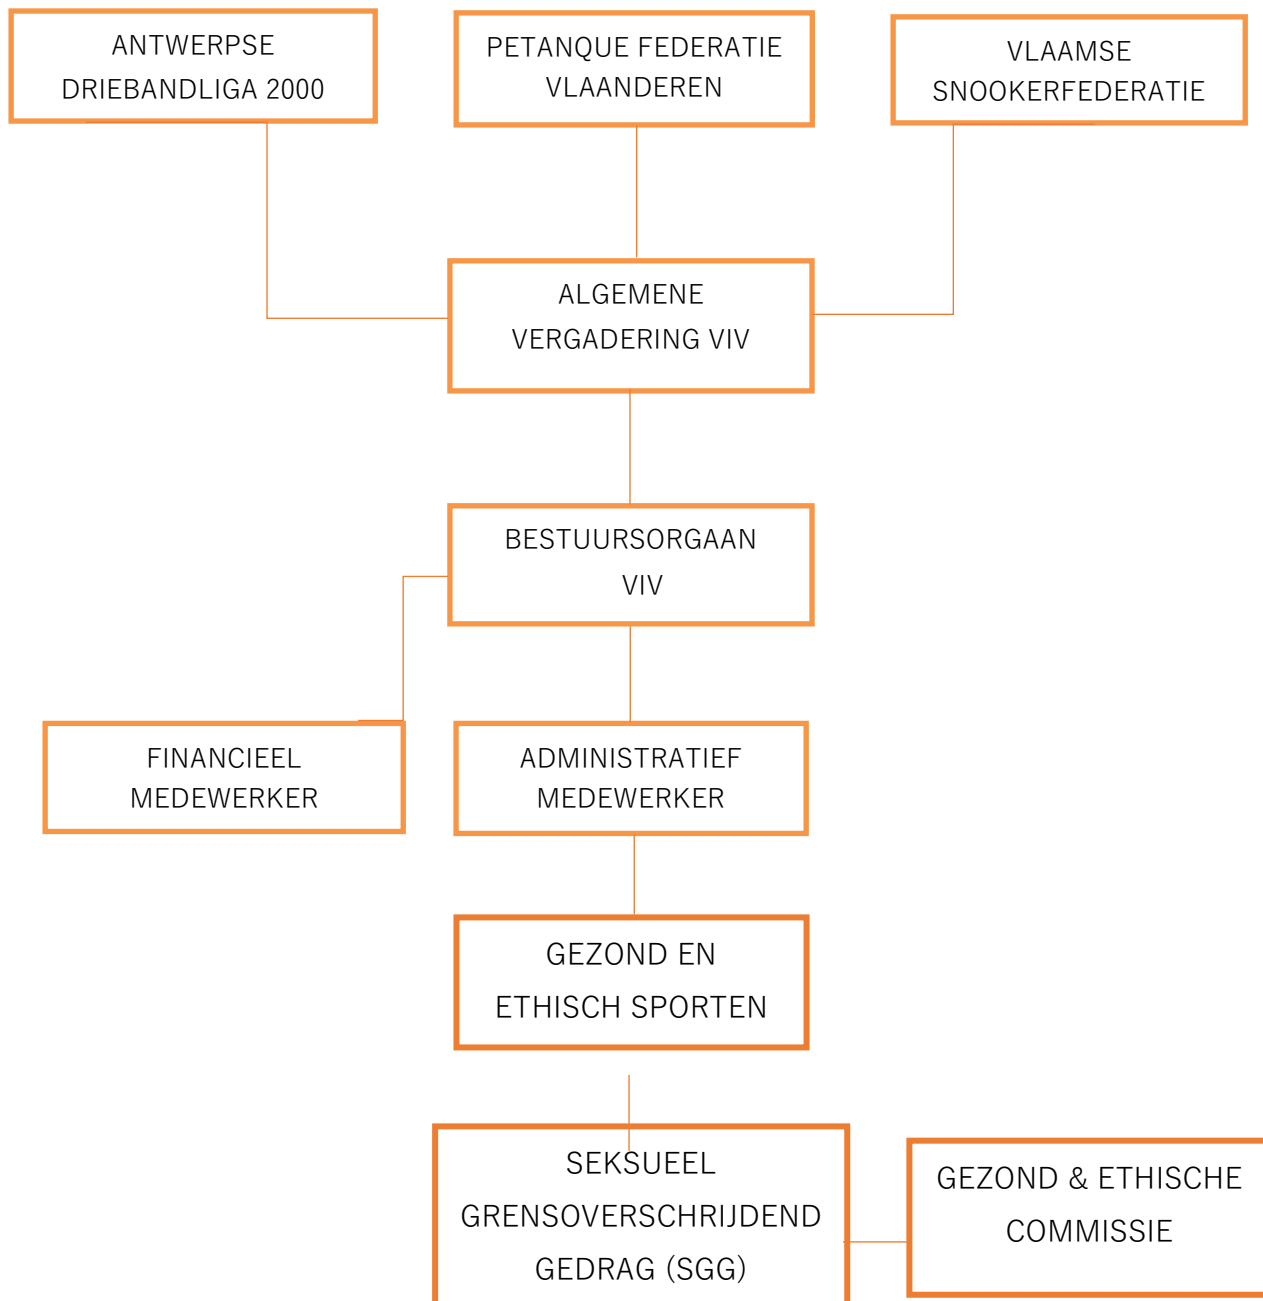 ANTWERPSE
DRIEBANDLIGA 2000
PETANQUE FEDERATIE
VLAANDEREN
VLAAMSE
SNOOKERFEDERATIE
ALGEMENE
VERGADERING VIV
BESTUURSORGAAN
VIV
FINANCIEEL
MEDEWERKER
ADMINISTRATIEF
MEDEWERKER
GEZOND EN
ETHISCH SPORTEN
SEKSUEEL
GRENSOVERSCHRIJDEND
GEDRAG (SGG)
GEZOND & ETHISCHE
COMMISSIE